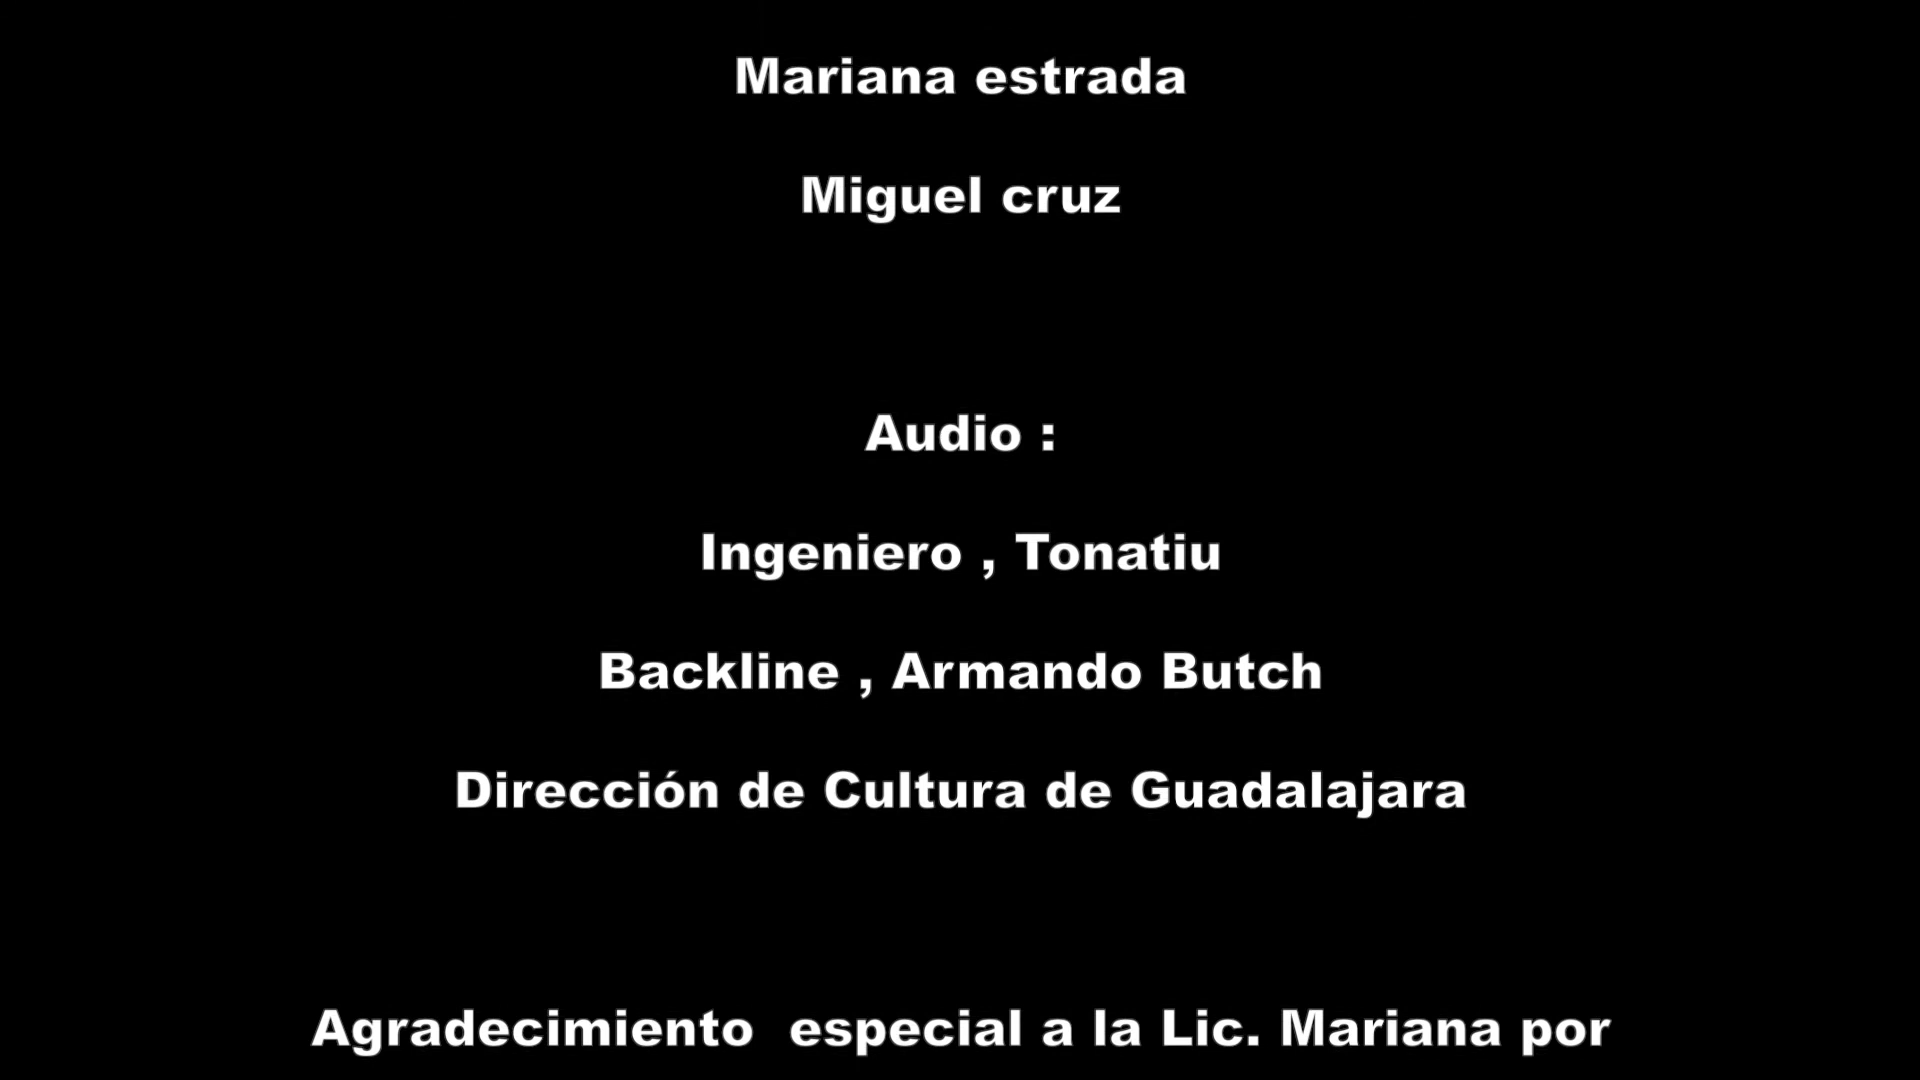 Mariana estrada
Miguel cruz
Audio :
Ingeniero , Tonatiu
Backline , Armando Butch
Dirección de Cultura de Guadalajara
Agradecimiento  especial a la Lic. Mariana por